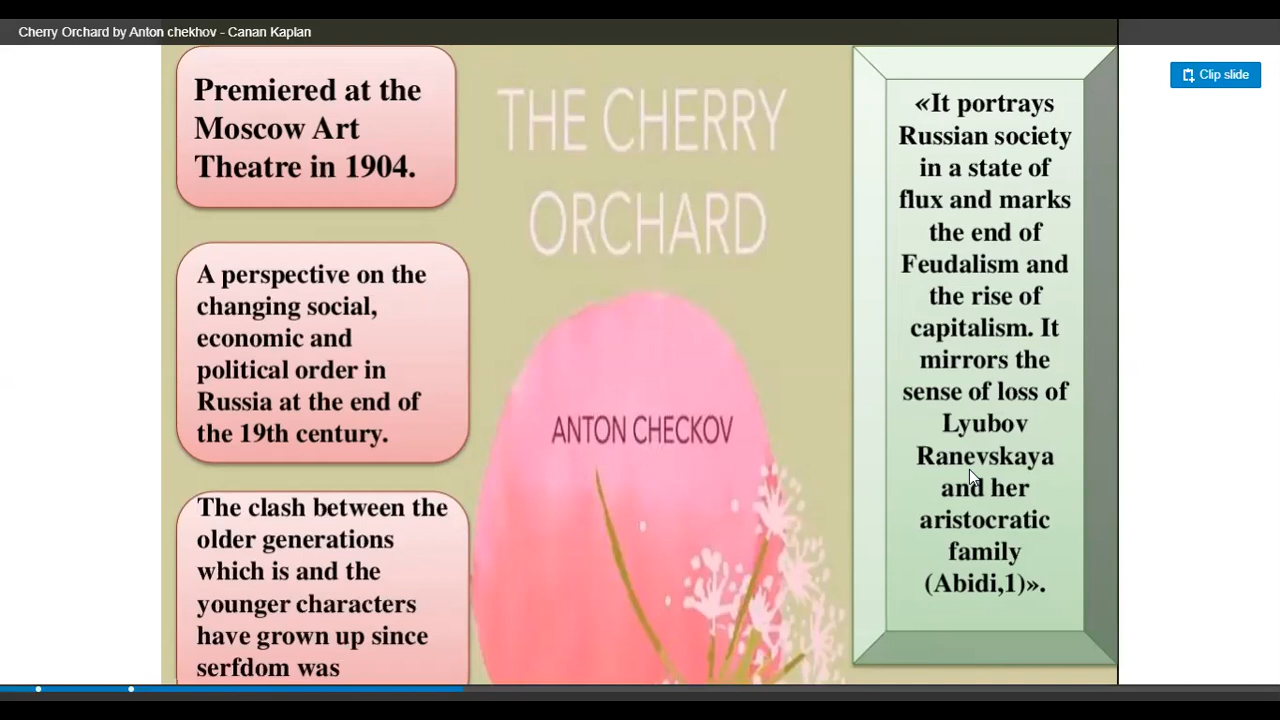 Cherry Orchard by Anton chekhov - Canan Kaplan
Clip slide
Premiered at the
Moscow Art
Theatre in 1904.
A perspective on the
changing social,
economic and
political order in
Russia at the end of
the 19th century.
The clash between the
older generations
which is and the
younger characters
have grown up since
serfdom was
THE CHERRY
ORCHARD
ANTON CHECKOV
«It portrays
Russian society
in a state of
flux and marks
the end of
Feudalism and
the rise of
capitalism. It
mirrors the
sense of loss of
Lyubov
Ranevskaya
and her
aristocratic
family
(Abidi,1)».